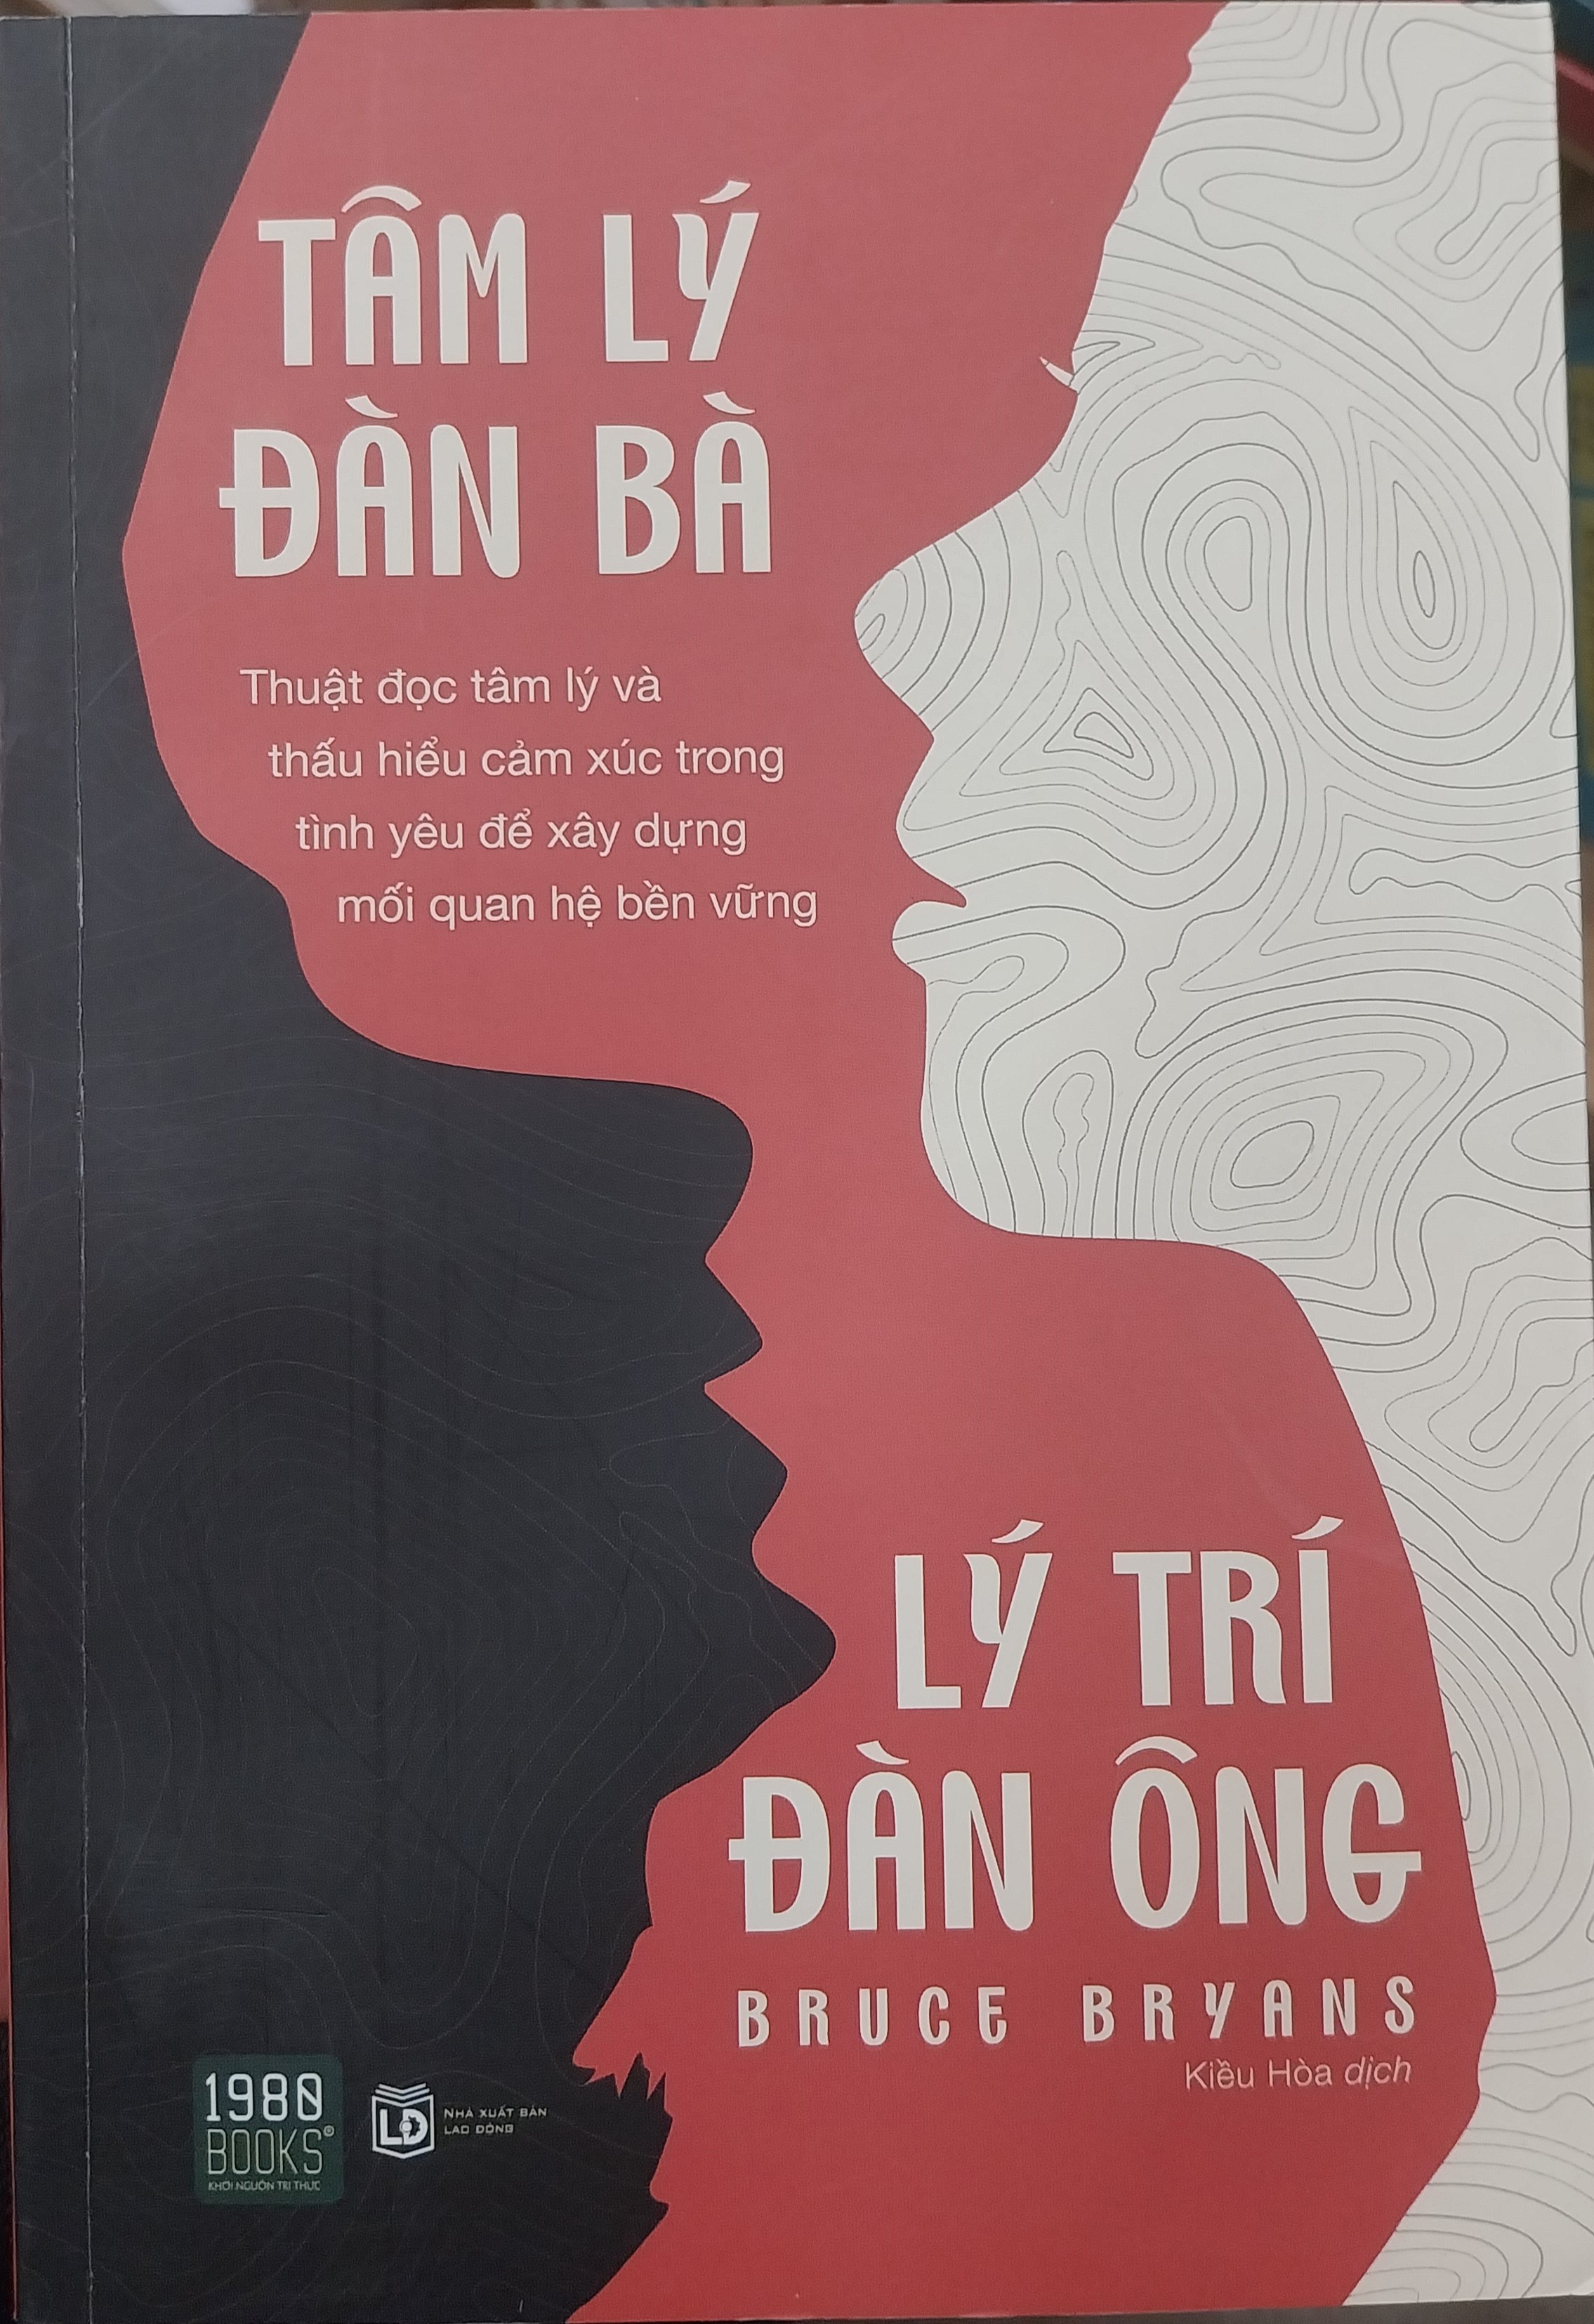 TÂM LÝ
ĐÀN BÀ
Thuật đọc tâm lý và
thấu hiểu cảm xúc trong
tình yêu để xây dựng
mối quan hệ bền vững
LÝ TRÍ
ĐÀN ÔNG
BRUCE BRYANS
Kiều Hòa dịch
1980
BOOKS®
KHƠI NGUỒN TRI THỨC
LĐ
NHÀ XUẤT BẢN
LAO ĐỘNG